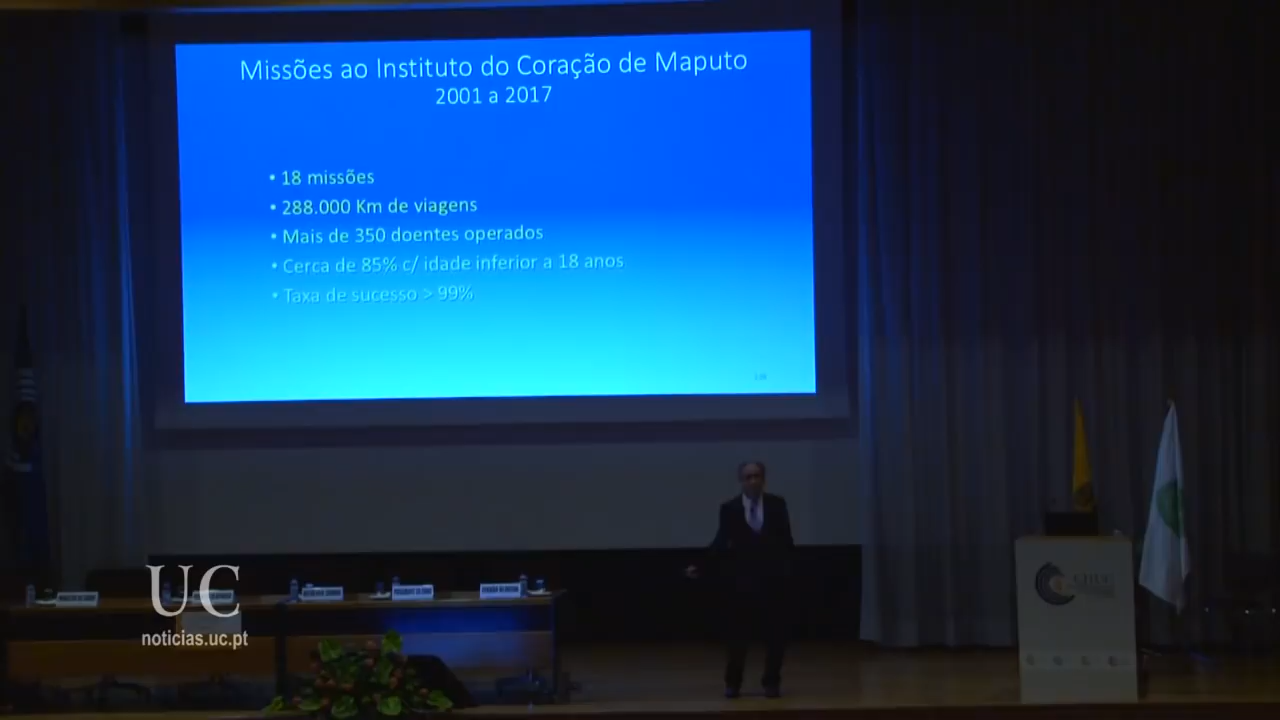 Missões ao Instituto do Coração de Maputo
2001 a 2017
• 18 missões
• 288.000 Km de viagens
• Mais de 350 doentes operados
• Cerca de 85% c/ idade inferior a 18 anos
• Taxa de sucesso > 99%
UC
noticias.uc.pt